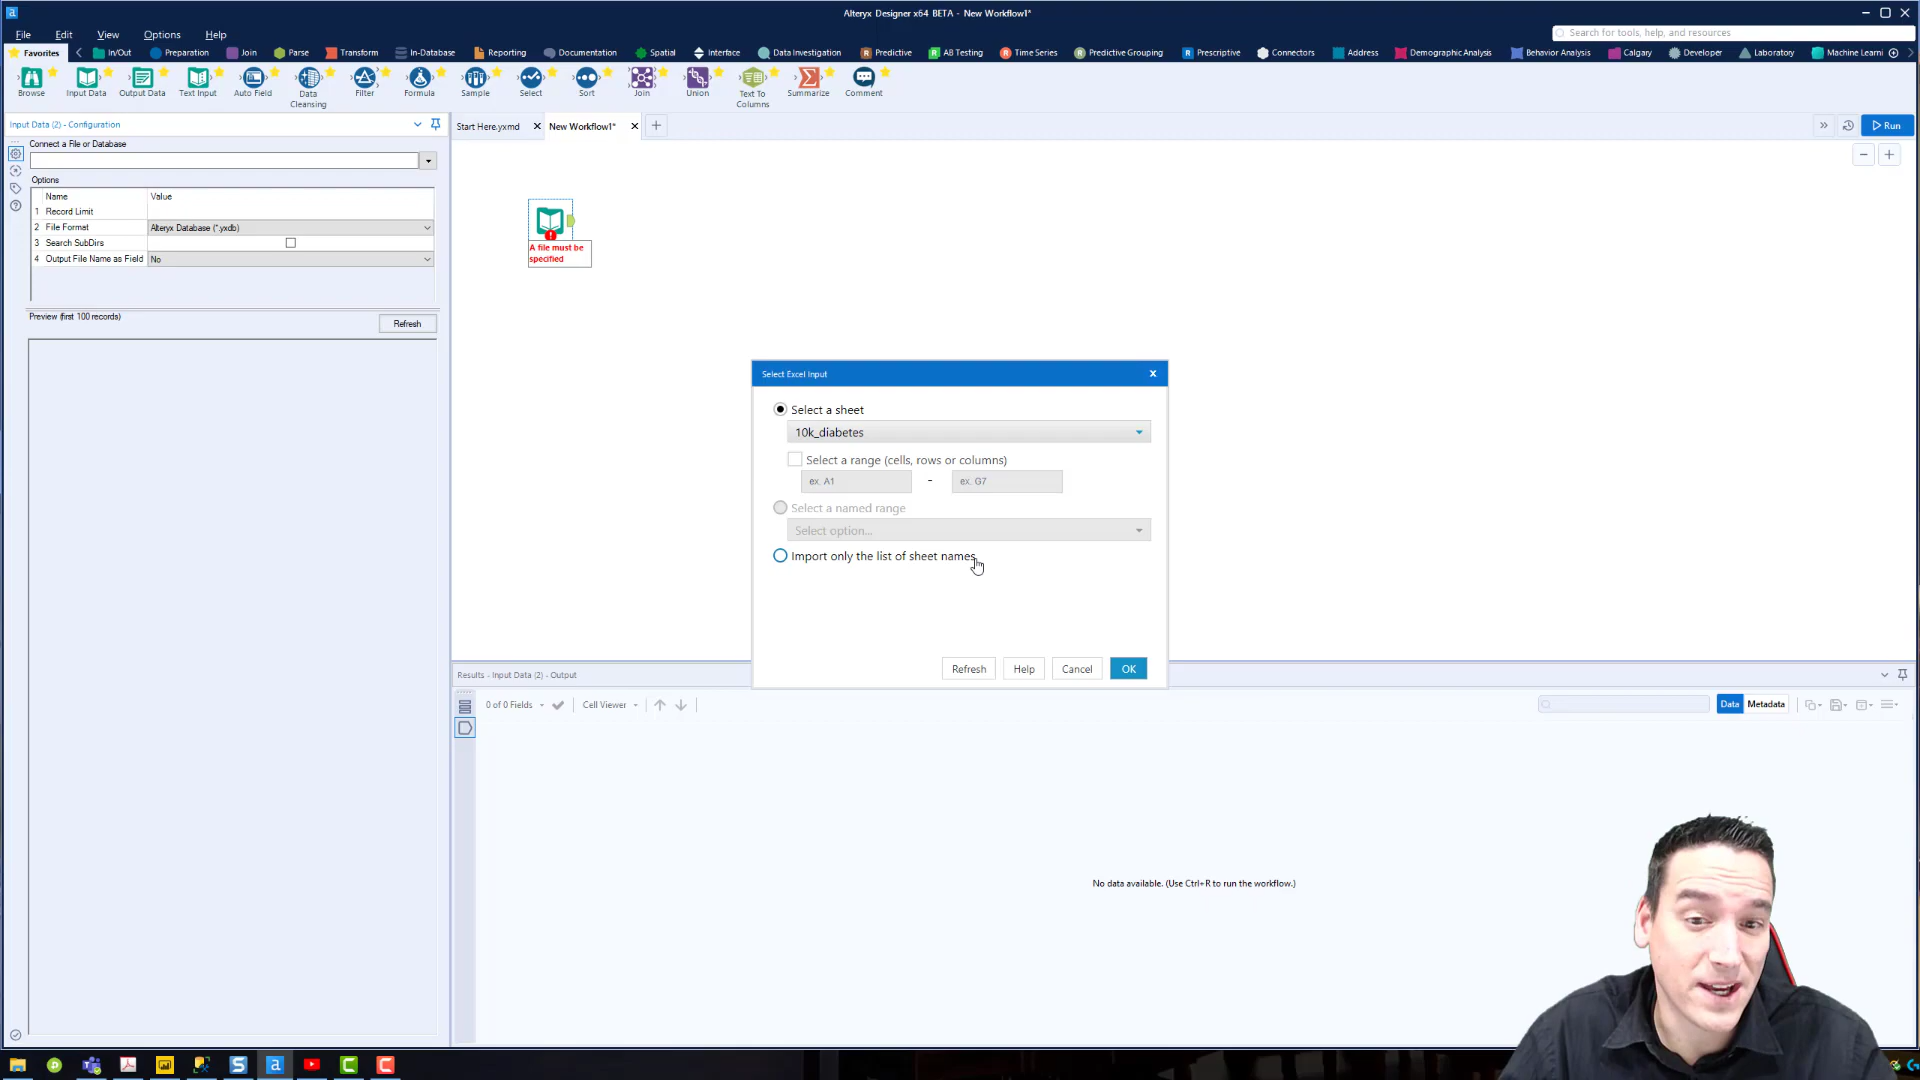 Alteryx Designer x64 BETA - New Workflow1*
File Edit View Options Help
Search for tools, help, and resources
Favorites In/Out Preparation Join Parse Transform In-Database Reporting Documentation Spatial Interface Data Investigation Predictive AB Testing Time Series Predictive Grouping Prescriptive Connectors Address Demographic Analysis Behavior Analysis Calgary Developer Laboratory Machine Learni
Browse Input Data Output Data Text Input Auto Field Data Cleansing Filter Formula Sample Select Sort Join Union Text To Columns Summarize Comment
Input Data (2) - Configuration
Start Here.yxmd New Workflow1*
Run
Connect a File or Database
Options
Name Value
1 Record Limit
2 File Format Alteryx Database (*.yxdb)
3 Search SubDirs
4 Output File Name as Field No
Preview (first 100 records)
Refresh
A file must be
specified
Select Excel Input
Select a sheet
10k_diabetes
Select a range (cells, rows or columns)
ex. A1 - ex. G7
Select a named range
Select option...
Import only the list of sheet names
Refresh Help Cancel OK
Results - Input Data (2) - Output
0 of 0 Fields Cell Viewer
Data Metadata
No data available. (Use Ctrl+R to run the workflow.)